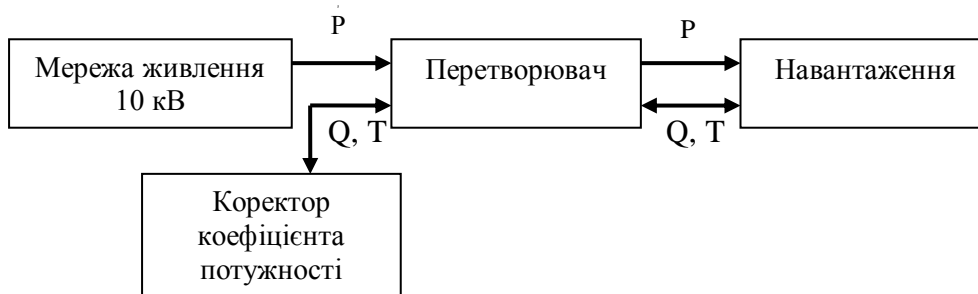 P
P
Мережа живлення
10 кВ
Перетворювач
Навантаження
Q, T
Q, T
Коректор
коефіцієнта
потужності